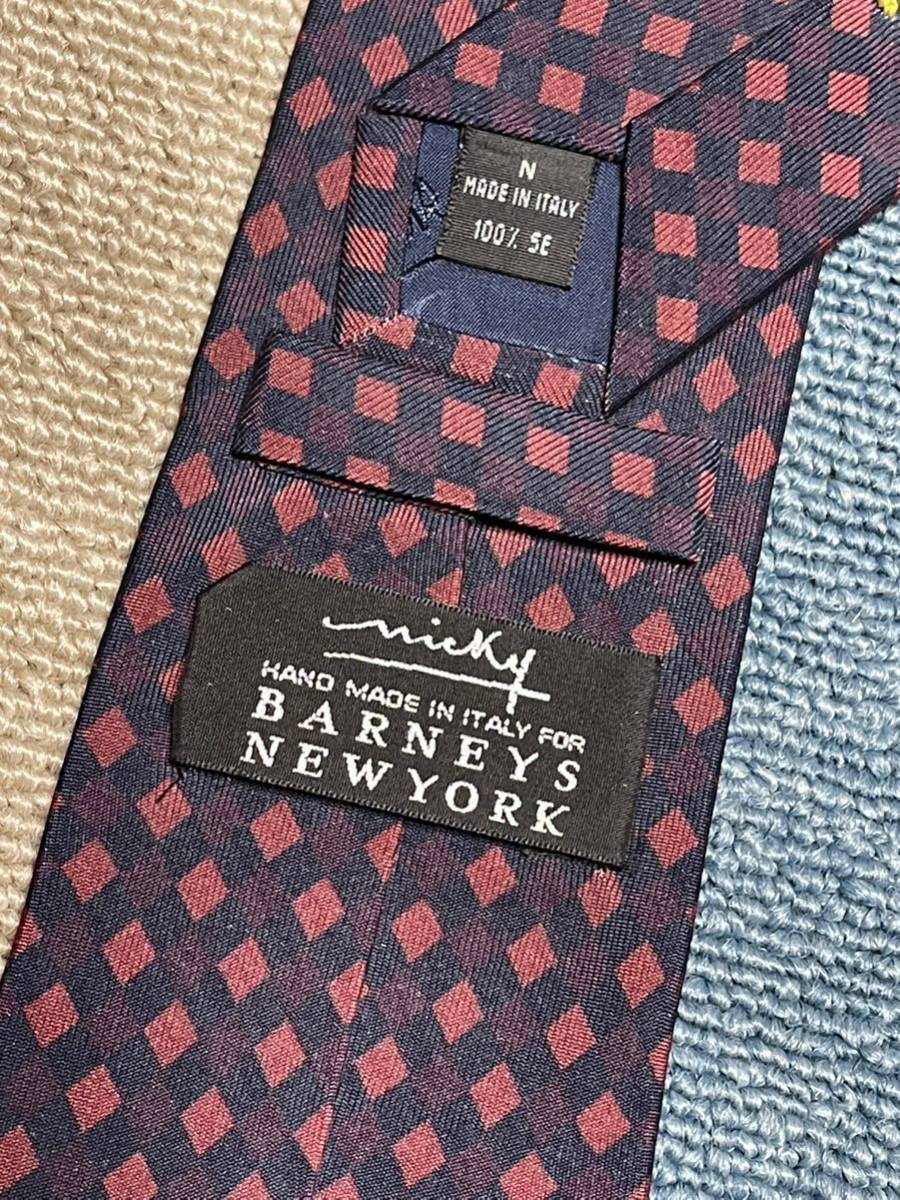 N
MADE IN ITALY
100% SE
nicky
HAND MADE IN ITALY FOR
BARNEYS
NEWYORK